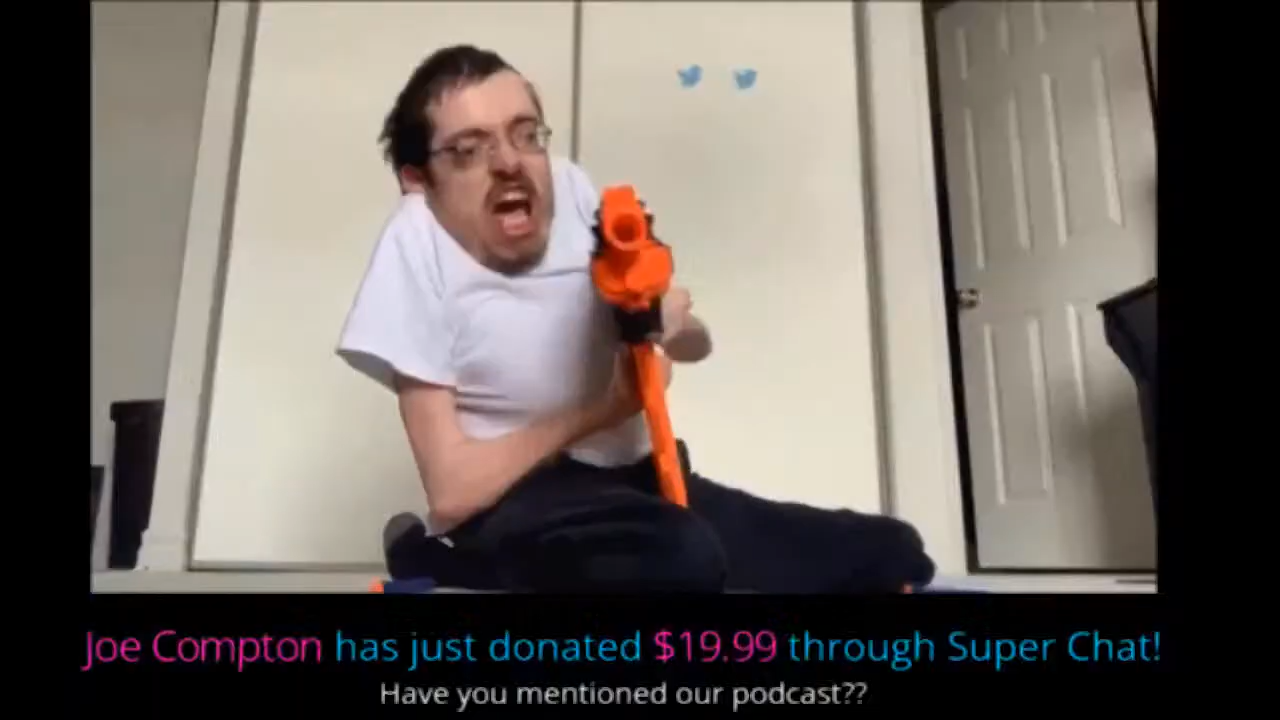 Joe Compton has just donated $19.99 through Super Chat!
Have you mentioned our podcast??